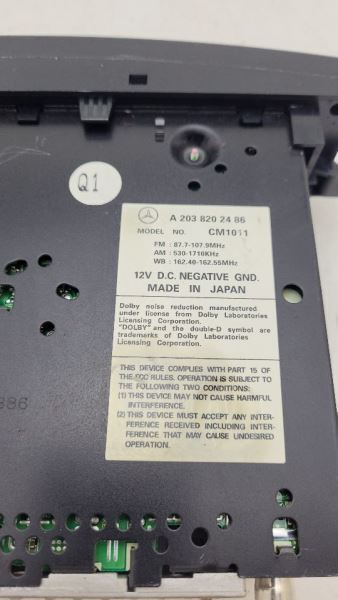 Q1
A 203 820 24 86
MODEL NO. CM1011
FM : 87.7-107.9MHz
AM : 530-1710KHz
WB : 162.40-162.55MHz
12V D.C. NEGATIVE GND.
MADE IN JAPAN
Dolby noise reduction manufactured
under license from Dolby Laboratories
Licensing Corporation.
"DOLBY" and the double-D symbol are
trademarks of Dolby Laboratories
Licensing Corporation.
THIS DEVICE COMPLIES WITH PART 15 OF
THE FCC RULES. OPERATION IS SUBJECT TO
THE FOLLOWING TWO CONDITIONS:
(1) THIS DEVICE MAY NOT CAUSE HARMFUL
INTERFERENCE.
(2) THIS DEVICE MUST ACCEPT ANY INTER-
FERENCE RECEIVED INCLUDING INTER-
FERENCE THAT MAY CAUSE UNDESIRED
OPERATION.